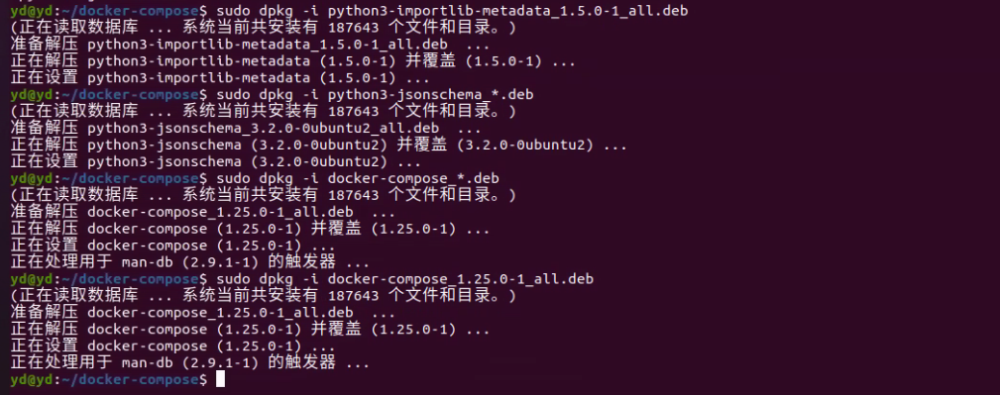 yd@yd:~/docker-compose$ sudo dpkg -i python3-importlib-metadata_1.5.0-1_all.deb
(正在读取数据库 ... 系统当前共安装有 187643 个文件和目录。)
准备解压 python3-importlib-metadata_1.5.0-1_all.deb  ...
正在解压 python3-importlib-metadata (1.5.0-1) 并覆盖 (1.5.0-1) ...
正在设置 python3-importlib-metadata (1.5.0-1) ...
yd@yd:~/docker-compose$ sudo dpkg -i python3-jsonschema_*.deb
(正在读取数据库 ... 系统当前共安装有 187643 个文件和目录。)
准备解压 python3-jsonschema_3.2.0-0ubuntu2_all.deb  ...
正在解压 python3-jsonschema (3.2.0-0ubuntu2) 并覆盖 (3.2.0-0ubuntu2) ...
正在设置 python3-jsonschema (3.2.0-0ubuntu2) ...
yd@yd:~/docker-compose$ sudo dpkg -i docker-compose_*.deb
(正在读取数据库 ... 系统当前共安装有 187643 个文件和目录。)
准备解压 docker-compose_1.25.0-1_all.deb  ...
正在解压 docker-compose (1.25.0-1) 并覆盖 (1.25.0-1) ...
正在设置 docker-compose (1.25.0-1) ...
正在处理用于 man-db (2.9.1-1) 的触发器 ...
yd@yd:~/docker-compose$ sudo dpkg -i docker-compose_1.25.0-1_all.deb
(正在读取数据库 ... 系统当前共安装有 187643 个文件和目录。)
准备解压 docker-compose_1.25.0-1_all.deb  ...
正在解压 docker-compose (1.25.0-1) 并覆盖 (1.25.0-1) ...
正在设置 docker-compose (1.25.0-1) ...
正在处理用于 man-db (2.9.1-1) 的触发器 ...
yd@yd:~/docker-compose$